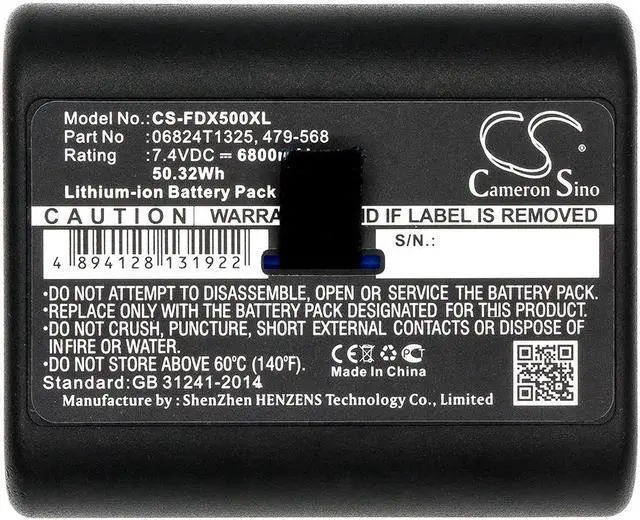 Model No.:CS-FDX500XL
Part No :06824T1325, 479-568
Rating :7.4VDC ⎓ 6800m
50.32Wh
Lithium-ion Battery Pack
Cameron Sino
CAUTION WARRA ID IF LABEL IS REMOVED
4 894128 131922
S/N.:
•DO NOT ATTEMPT TO DISASSEMBLE, OPEN OR SERVICE THE BATTERY PACK.
•REPLACE ONLY WITH THE BATTERY DESIGNATED FOR THIS PRODUCT.
•DO NOT CRUSH, PUNCTURE, SHORT EXTERNAL CONTACTS OR DISPOSE OF
INFIRE OR WATER.
•DO NOT STORE ABOVE 60°C (140°F).
Standard:GB 31241-2014
CE
Made In China
Manufacture by : ShenZhen HENZENS Technology Co., Limited